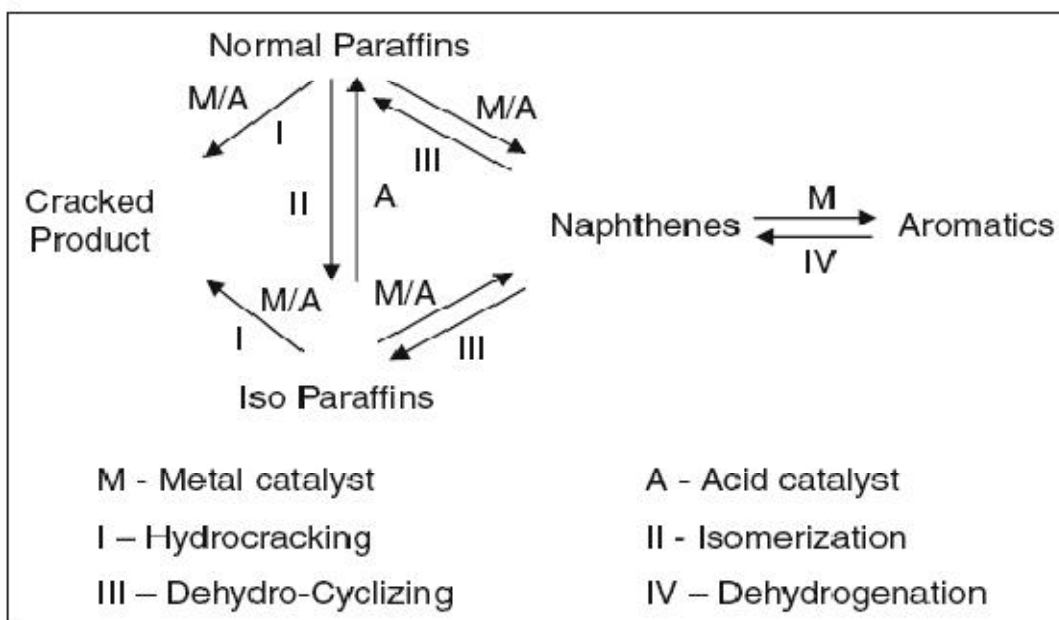 Normal Paraffins
M/A
I
M/A
III
II
A
Cracked
Product
Naphthenes
M
IV
Aromatics
M/A
I
M/A
III
Iso Paraffins
M - Metal catalyst
A - Acid catalyst
I – Hydrocracking
II - Isomerization
III – Dehydro-Cyclizing
IV – Dehydrogenation